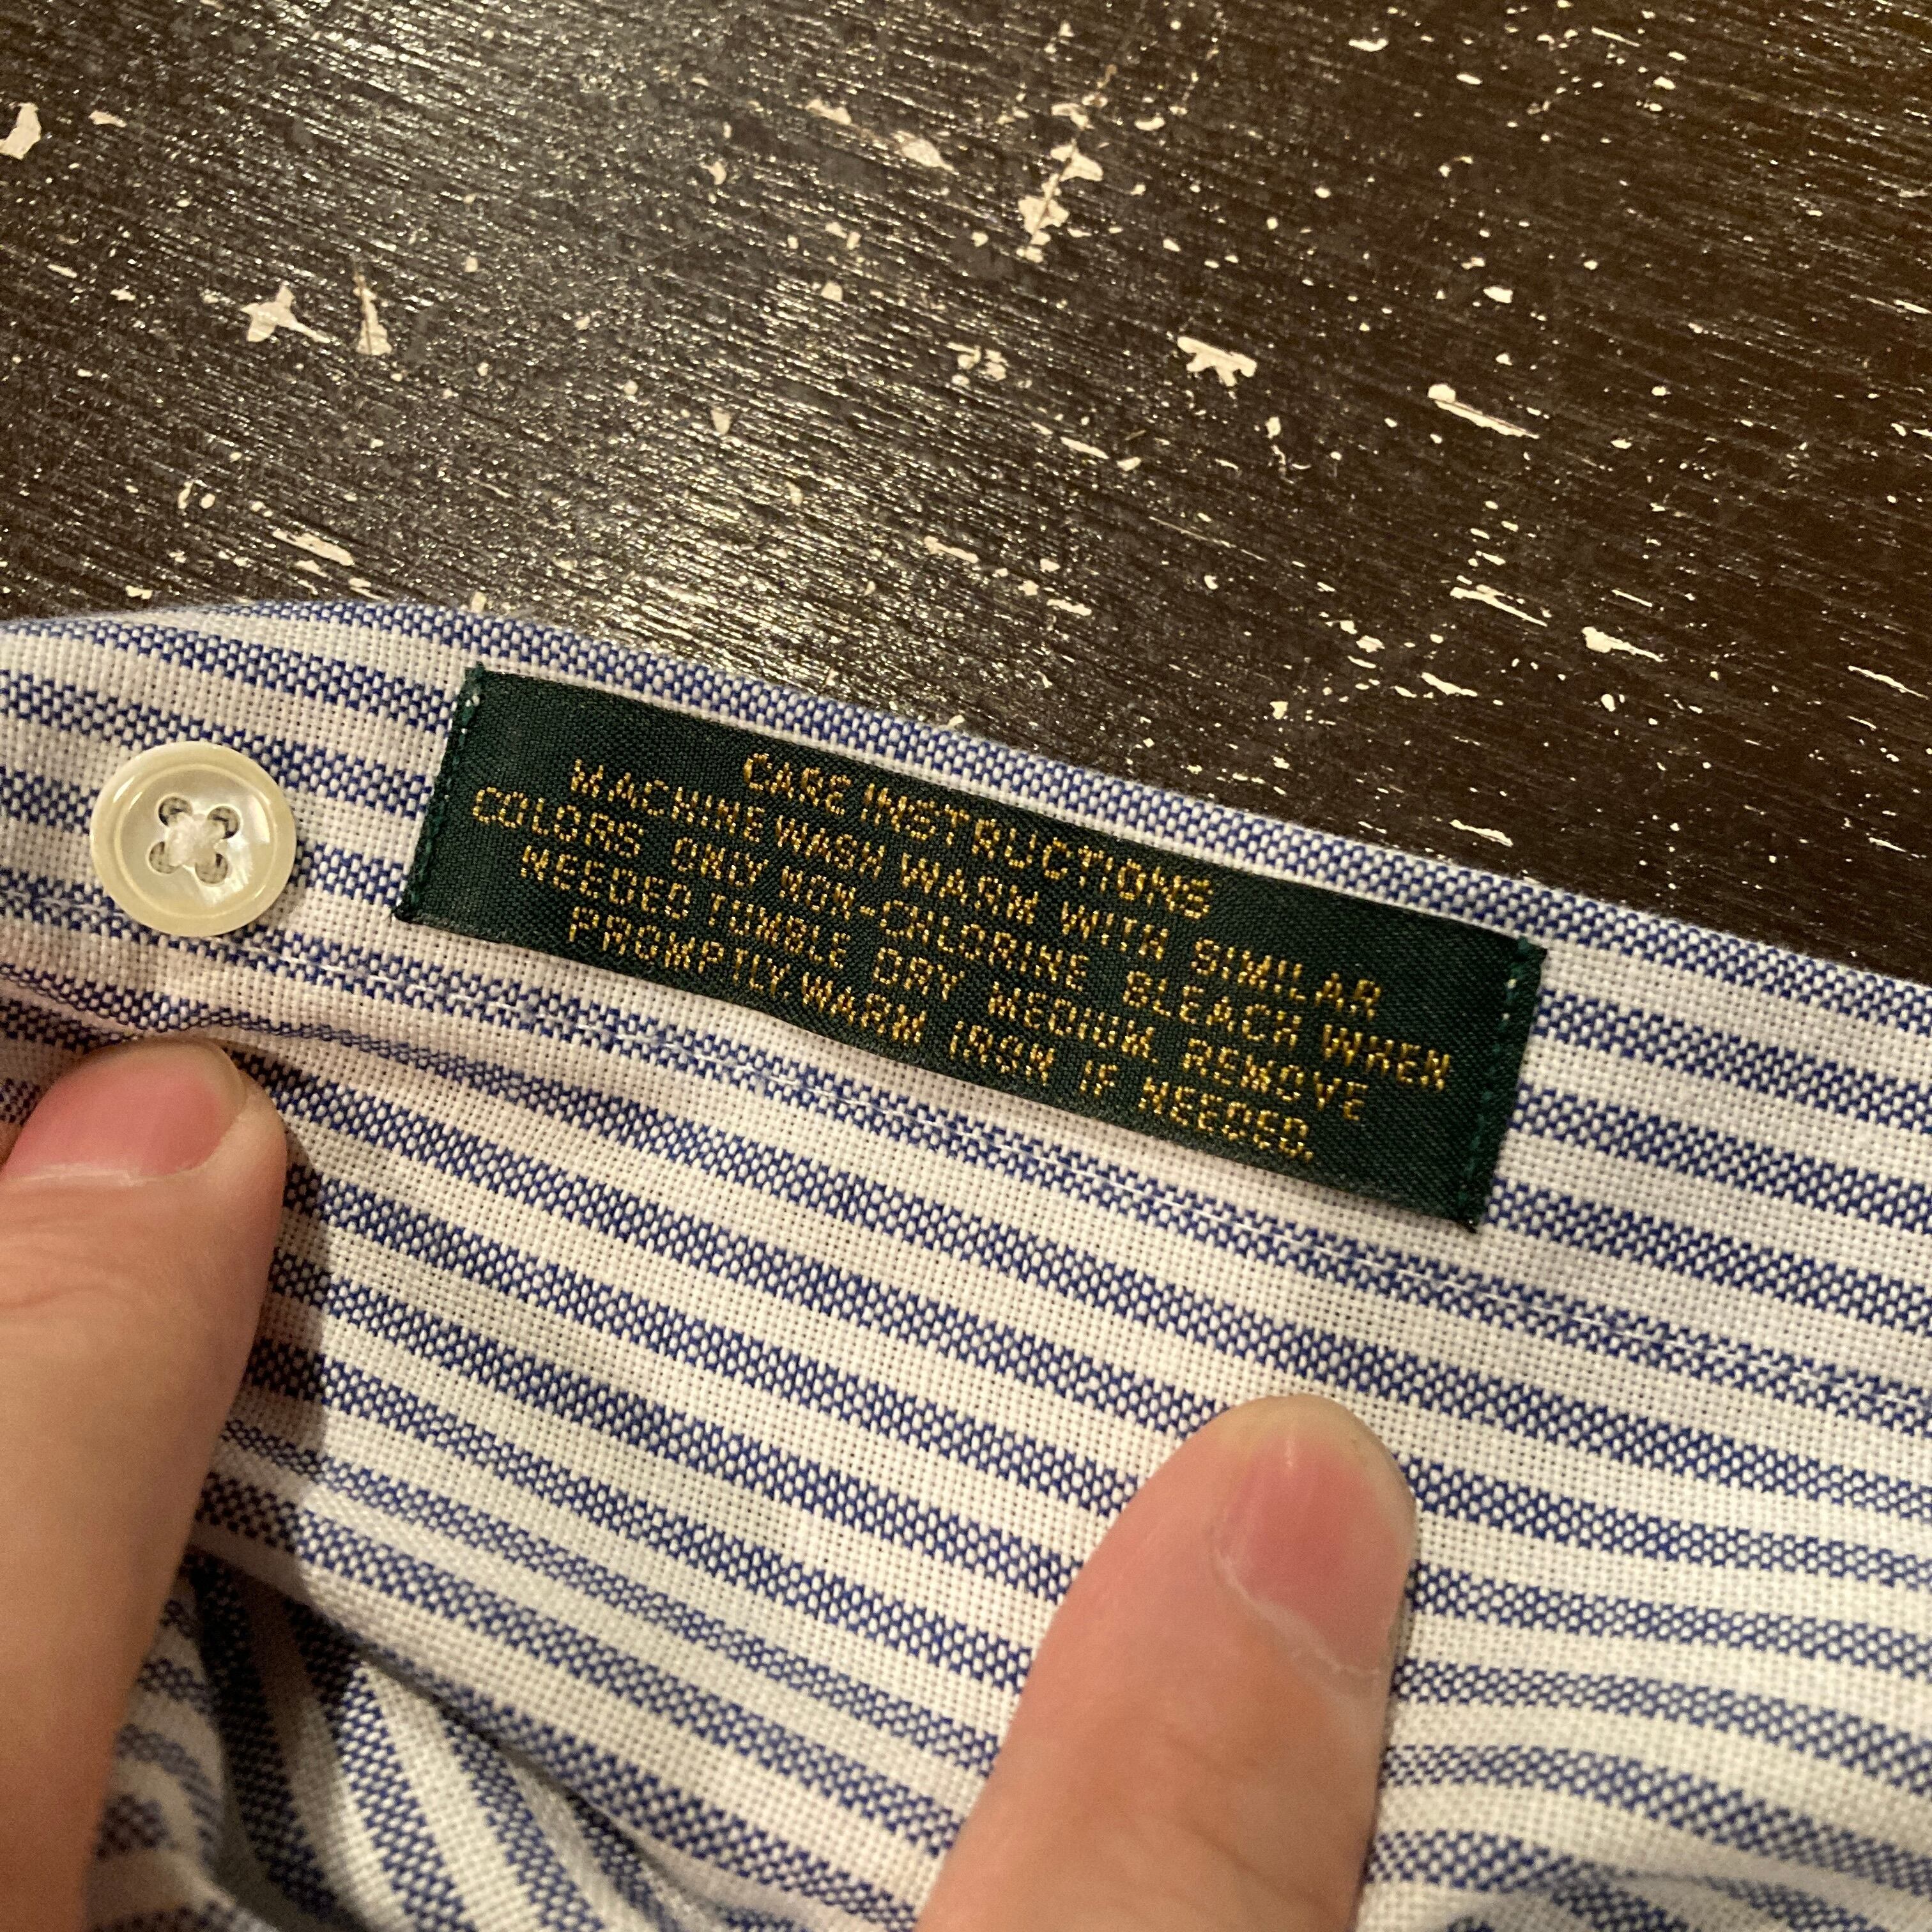 CARE INSTRUCTIONS
MACHINE WASH WARM WITH SIMILAR
COLORS ONLY NON-CHLORINE BLEACH WHEN
NEEDED TUMBLE DRY MEDIUM. REMOVE
PROMPTLY. WARM IRON IF NEEDED.